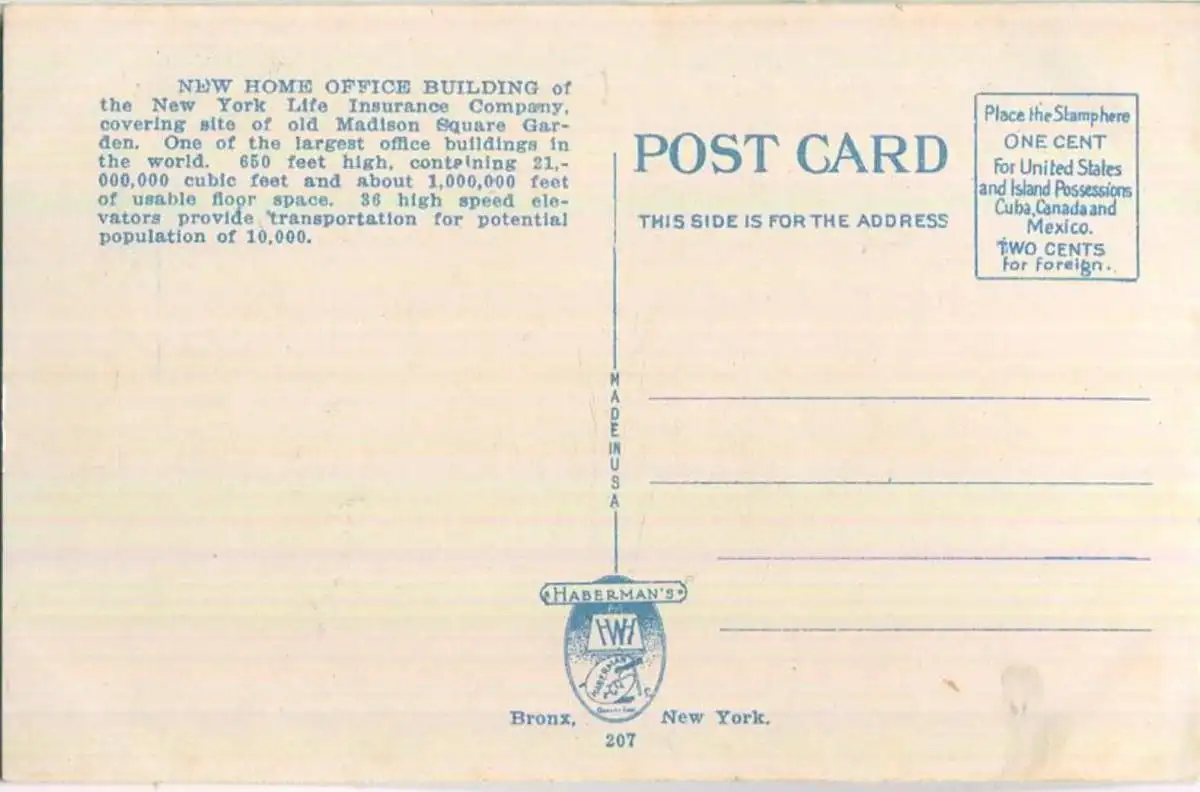 NEW HOME OFFICE BUILDING of
the New York Life Insurance Company,
covering site of old Madison Square Gar-
den. One of the largest office buildings in
the world. 650 feet high, containing 21,-
000,000 cubic feet and about 1,000,000 feet
of usable floor space. 36 high speed ele-
vators provide transportation for potential
population of 10,000.
POST CARD
THIS SIDE IS FOR THE ADDRESS
Place the Stamp here
ONE CENT
For United States
and Island Possessions
Cuba, Canada and
Mexico.
TWO CENTS
for foreign.
MADE IN USA
HABERMAN'S
HWH
HABERMAN
Bronx, New York.
207